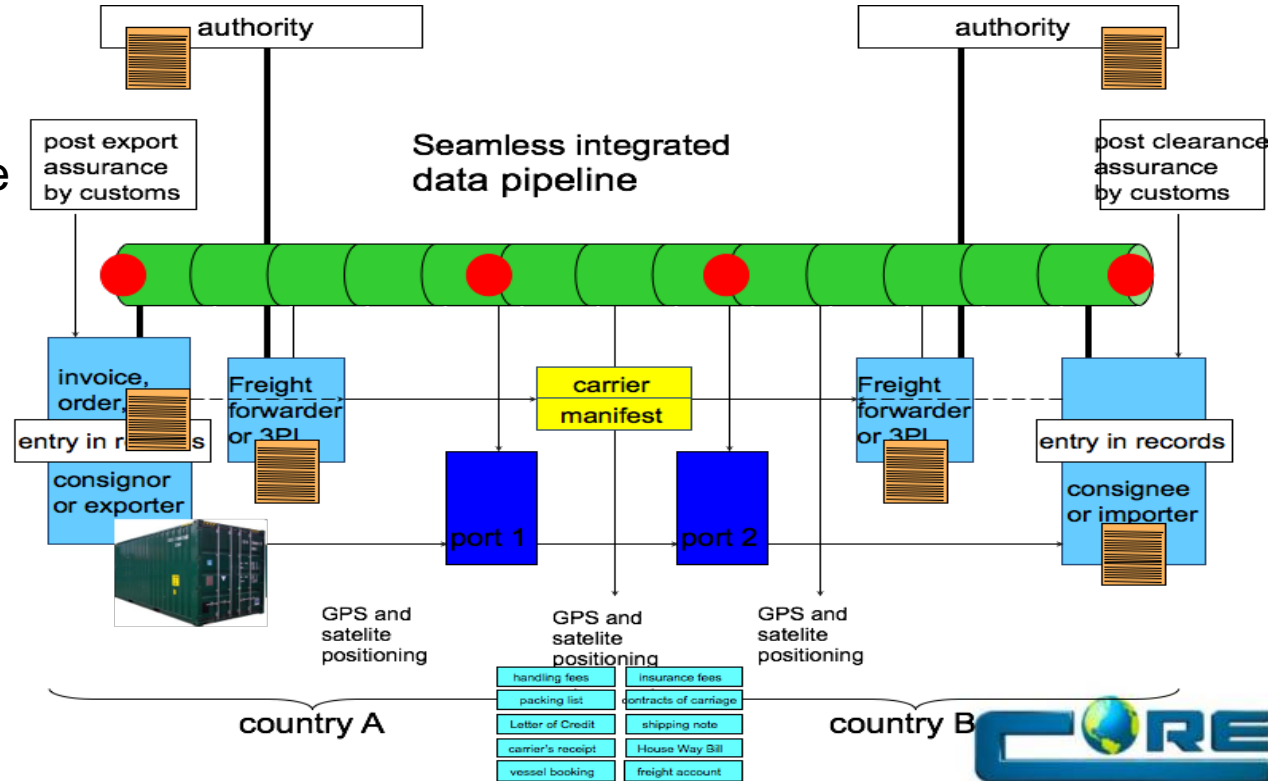 authority
authority
post export
assurance
by customs
e
Seamless integrated
data pipeline
post clearance
assurance
by customs
invoice,
order,
entry in records
consignor
or exporter
Freight
forwarder
or 3PL
carrier
manifest
Freight
forwarder
or 3PL
entry in records
consignee
or importer
port 1
port 2
GPS and
satelite
positioning
GPS and
satelite
positioning
GPS and
satelite
positioning
handling fees
insurance fees
packing list
contracts of carriage
Letter of Credit
shipping note
carrier's receipt
House Way Bill
vessel booking
freight account
country A
country B
CORE